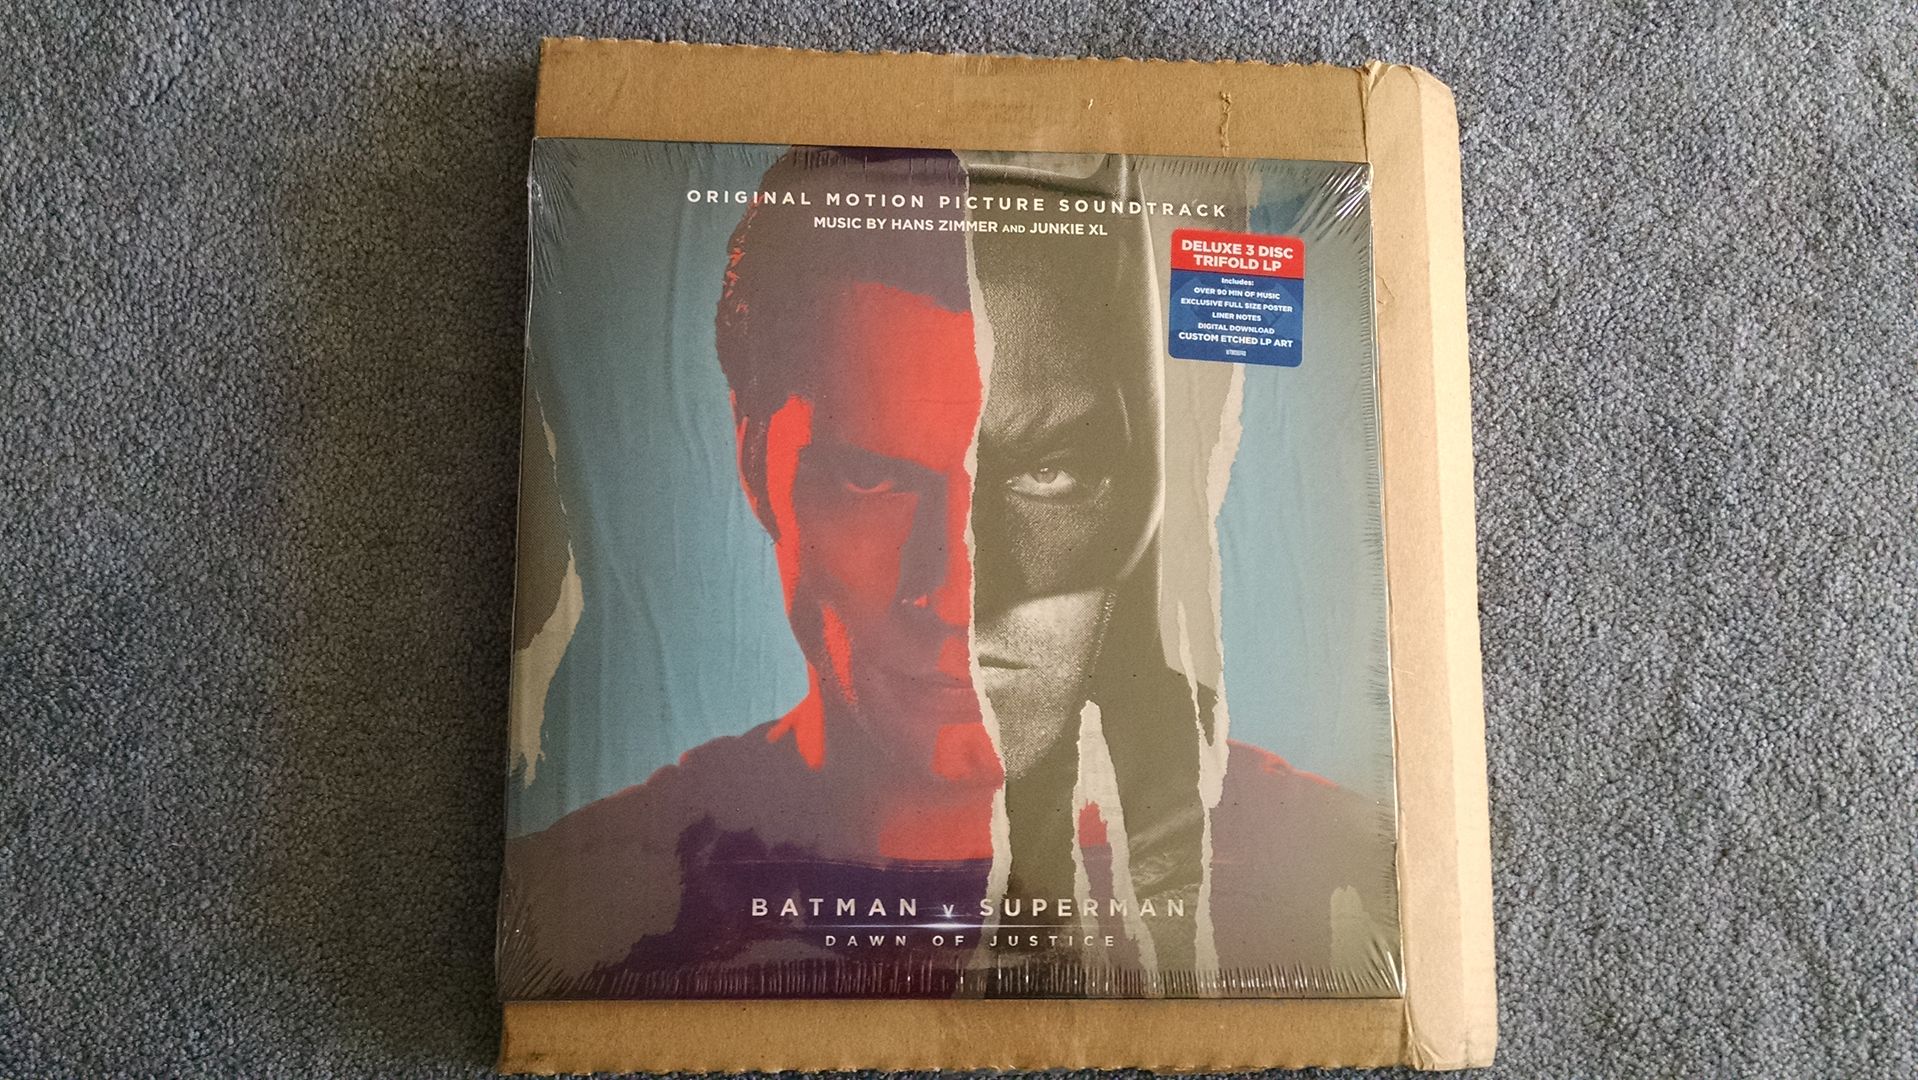 ORIGINAL MOTION PICTURE SOUNDTRACK
MUSIC BY HANS ZIMMER AND JUNKIE XL
DELUXE 3 DISC
TRIFOLD LP
Includes:
OVER 90 MIN OF MUSIC
EXCLUSIVE FULL SIZE POSTER
LINER NOTES
DIGITAL DOWNLOAD
CUSTOM ETCHED LP ART
BATMAN v SUPERMAN
DAWN OF JUSTICE